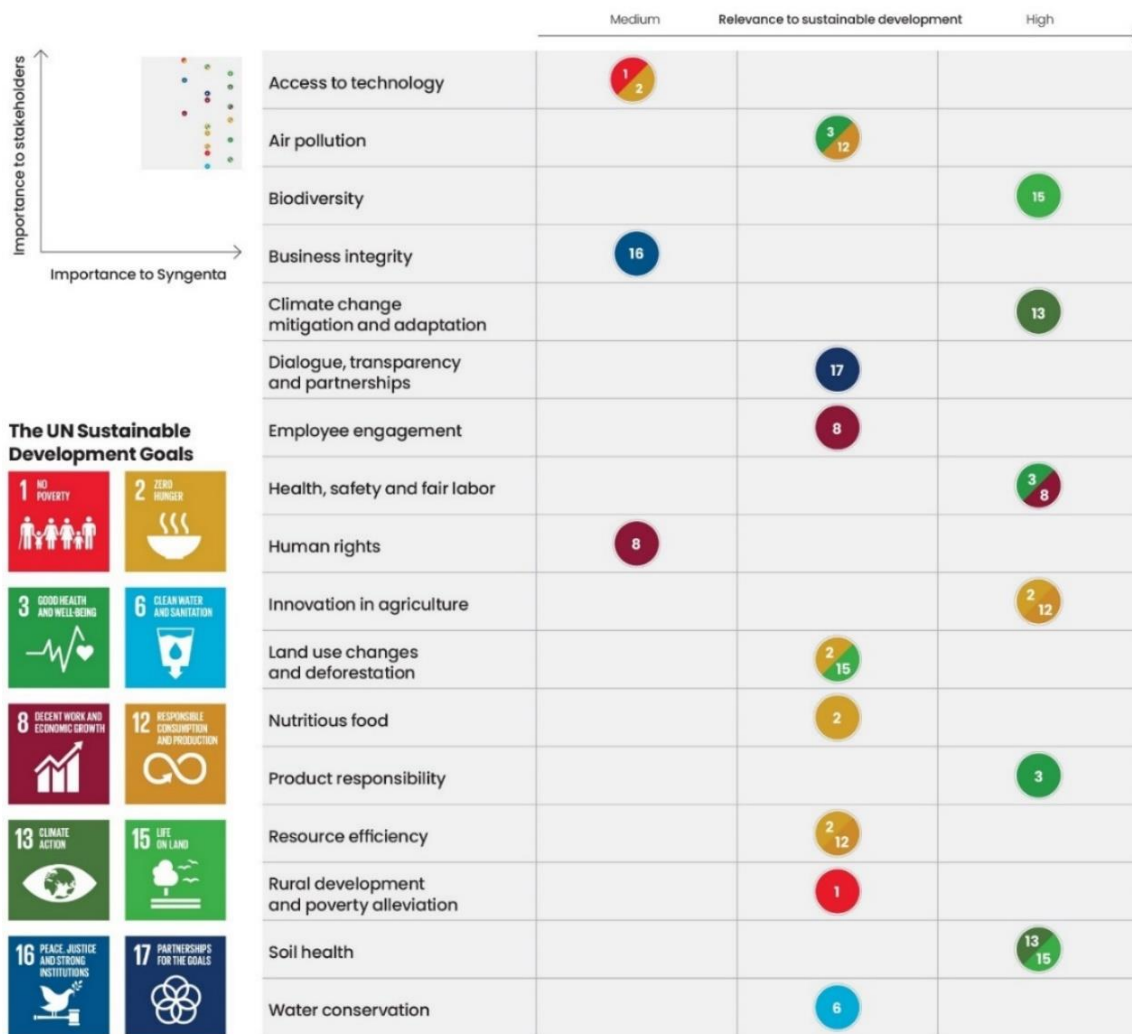 Medium
Relevance to sustainable development
High
Importance to stakeholders
Importance to Syngenta
Access to technology
1
2
Air pollution
3
12
Biodiversity
15
Business integrity
16
Climate change
mitigation and adaptation
13
Dialogue, transparency
and partnerships
17
Employee engagement
8
Health, safety and fair labor
3
8
Human rights
8
Innovation in agriculture
2
12
Land use changes
and deforestation
2
15
Nutritious food
2
Product responsibility
3
Resource efficiency
2
12
Rural development
and poverty alleviation
1
Soil health
13
15
Water conservation
6
The UN Sustainable
Development Goals
1 NO
POVERTY
2 ZERO
HUNGER
3 GOOD HEALTH
AND WELL-BEING
6 CLEAN WATER
AND SANITATION
8 DECENT WORK AND
ECONOMIC GROWTH
12 RESPONSIBLE
CONSUMPTION
AND PRODUCTION
13 CLIMATE
ACTION
15 LIFE
ON LAND
16 PEACE, JUSTICE
AND STRONG
INSTITUTIONS
17 PARTNERSHIPS
FOR THE GOALS